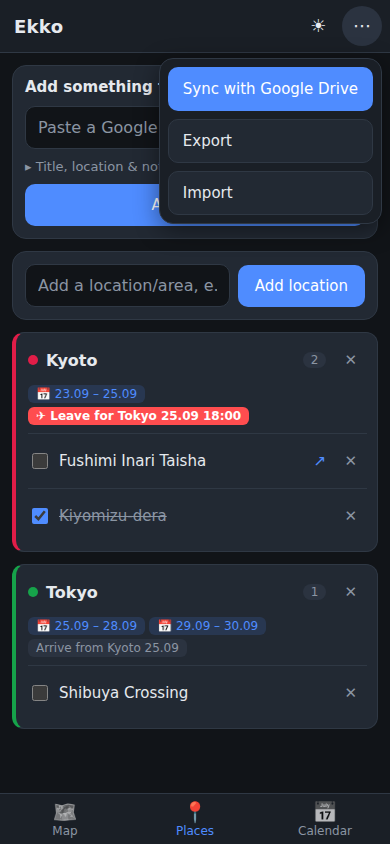 Ekko
Sync with Google Drive
Export
Import
Add something
Paste a Google
Title, location & no
A
Add a location/area, e.
Add location
Kyoto
2
23.09 – 25.09
Leave for Tokyo 25.09 18:00
Fushimi Inari Taisha
Kiyomizu-dera
Tokyo
1
25.09 – 28.09 29.09 – 30.09
Arrive from Kyoto 25.09
Shibuya Crossing
Map Places Calendar